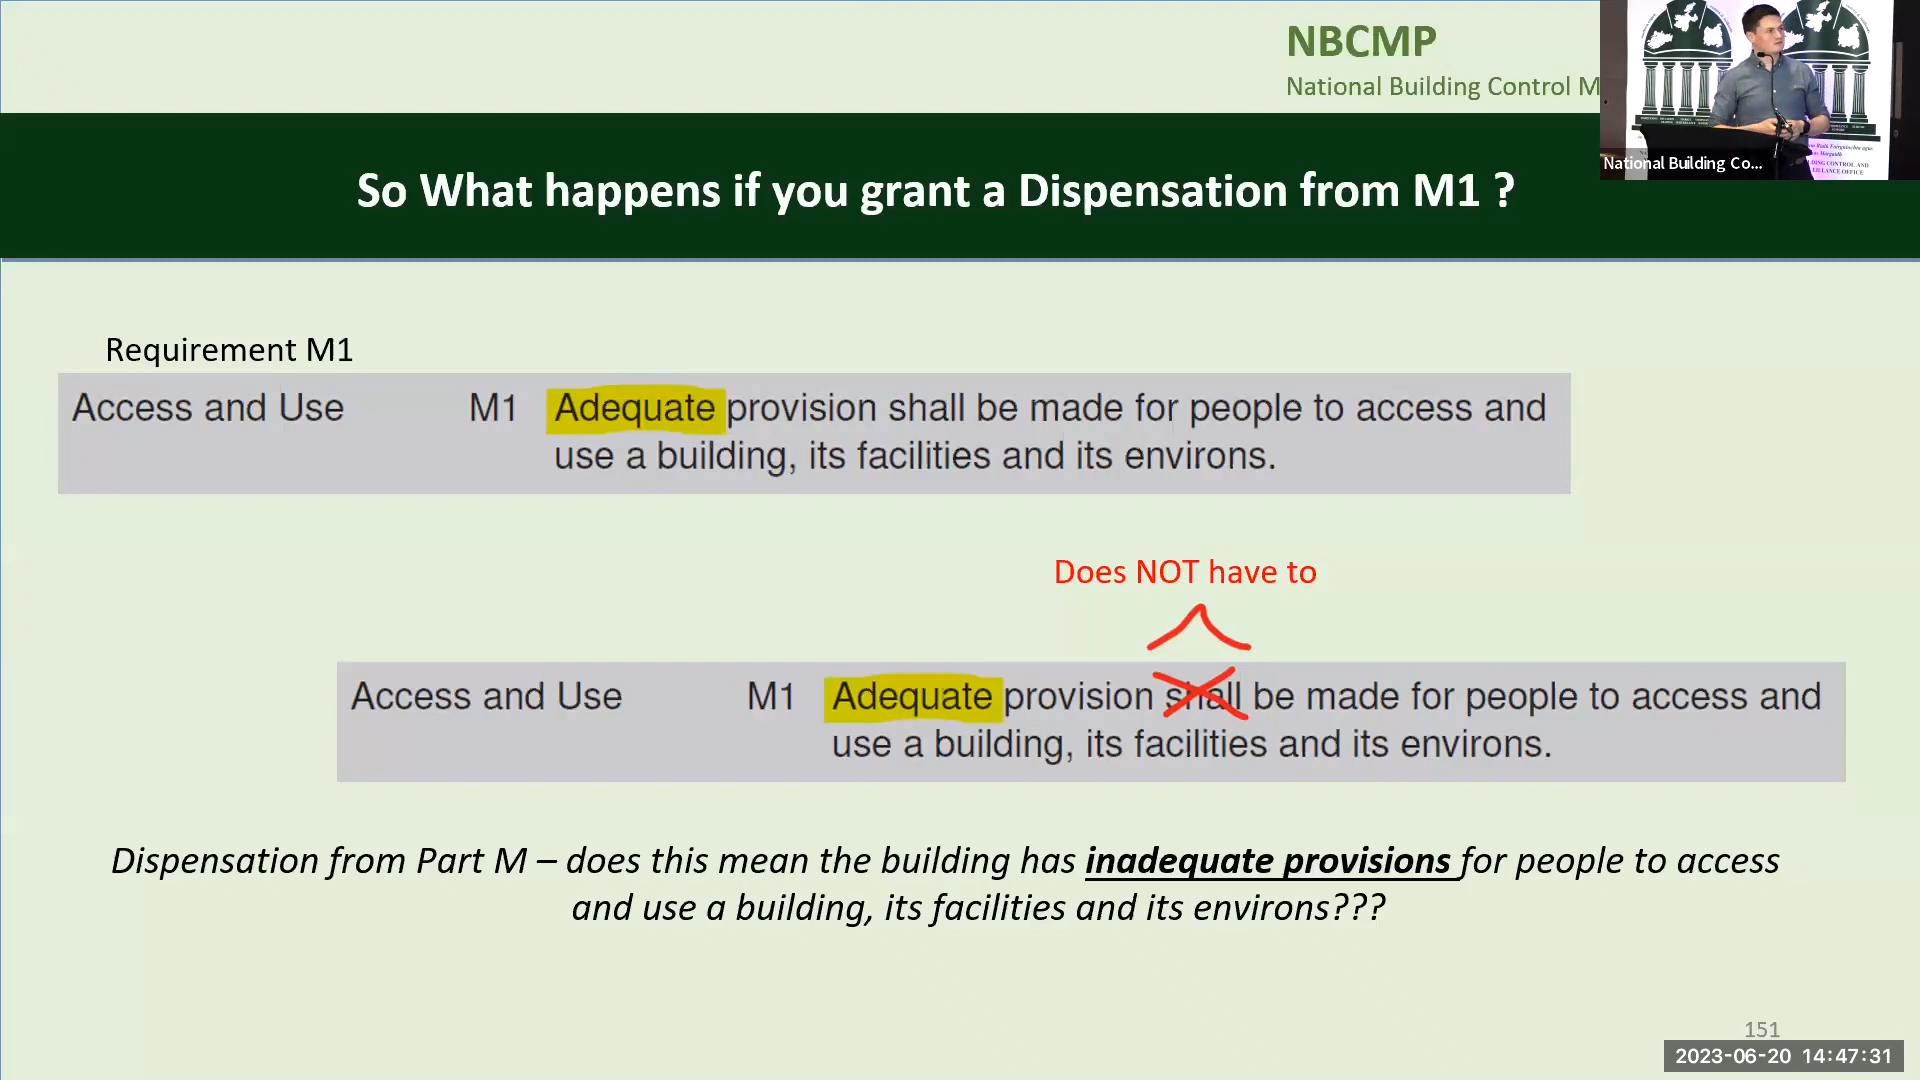 NBCMP
National Building Control M
National Building Co...
So What happens if you grant a Dispensation from M1 ?
Requirement M1
Access and Use M1 Adequate provision shall be made for people to access and
use a building, its facilities and its environs.
Does NOT have to
Access and Use M1 Adequate provision shall be made for people to access and
use a building, its facilities and its environs.
Dispensation from Part M – does this mean the building has inadequate provisions for people to access
and use a building, its facilities and its environs???
151
2023-06-20 14:47:31